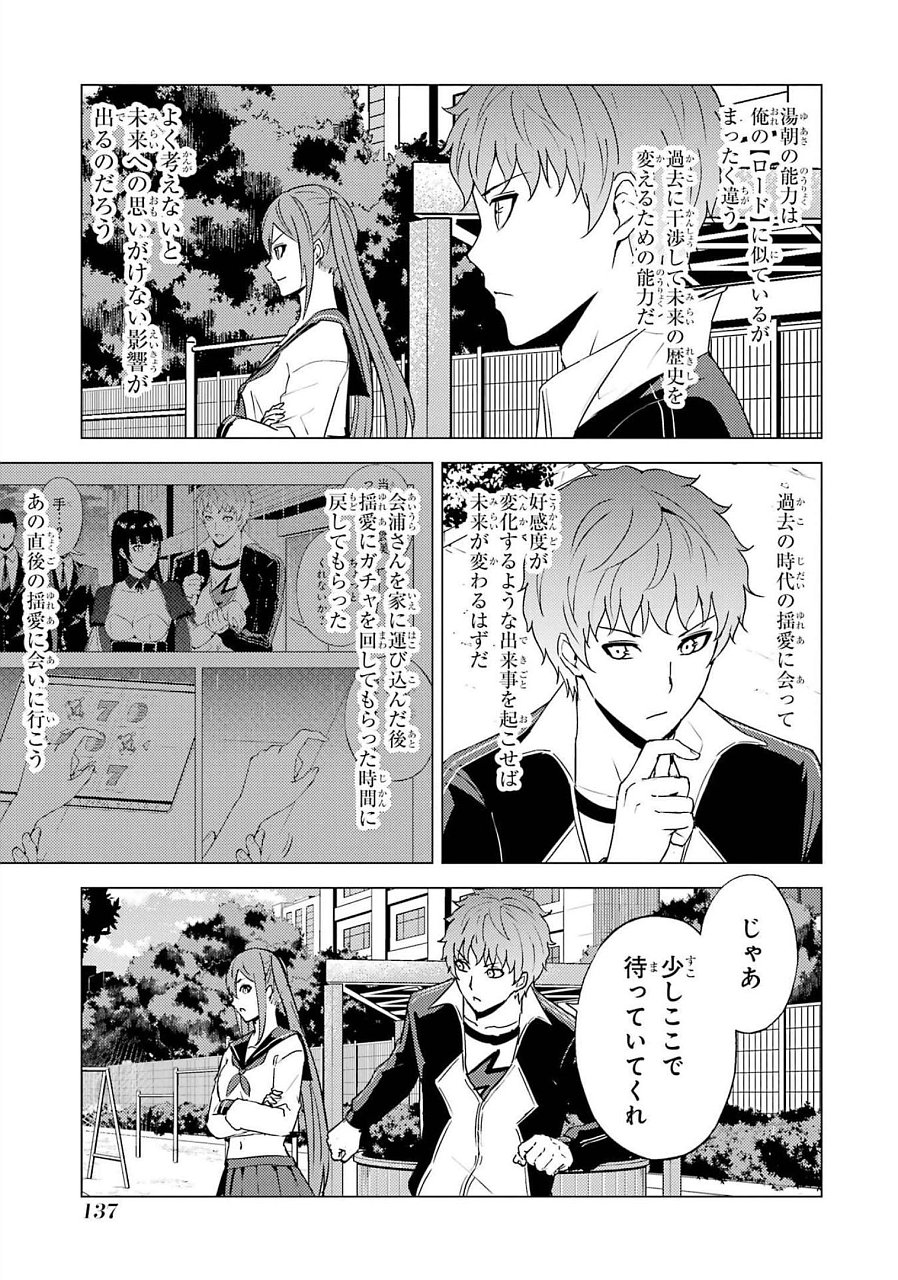 湯朝の能力は
俺の【ロード】に似ているが
まったく違う
過去に干渉して未来の歴史を
変えるための能力だ
よく考えないと
未来への思いがけない影響が
出るのだろう
過去の時代の揺愛に会って
好感度が
変化するような出来事を起こせば
未来が変わるはずだ
会浦さんを家に運び込んだ後
揺愛にガチャを回してもらった時間に
戻してもらった
あの直後の揺愛に会いに行こう
手…?
くれないか
7
7
じゃあ
少しここで
待っていてくれ
137